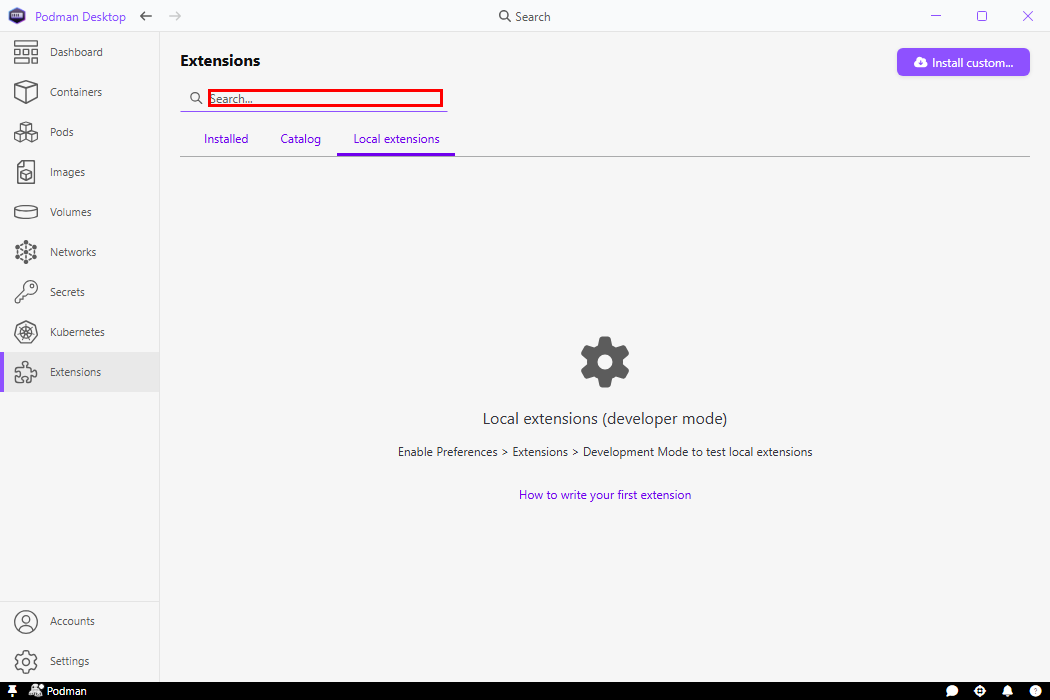 Podman Desktop
Search
Dashboard
Containers
Pods
Images
Volumes
Networks
Secrets
Kubernetes
Extensions
Accounts
Settings
Extensions
Install custom...
Search...
Installed
Catalog
Local extensions
Local extensions (developer mode)
Enable Preferences > Extensions > Development Mode to test local extensions
How to write your first extension
Podman